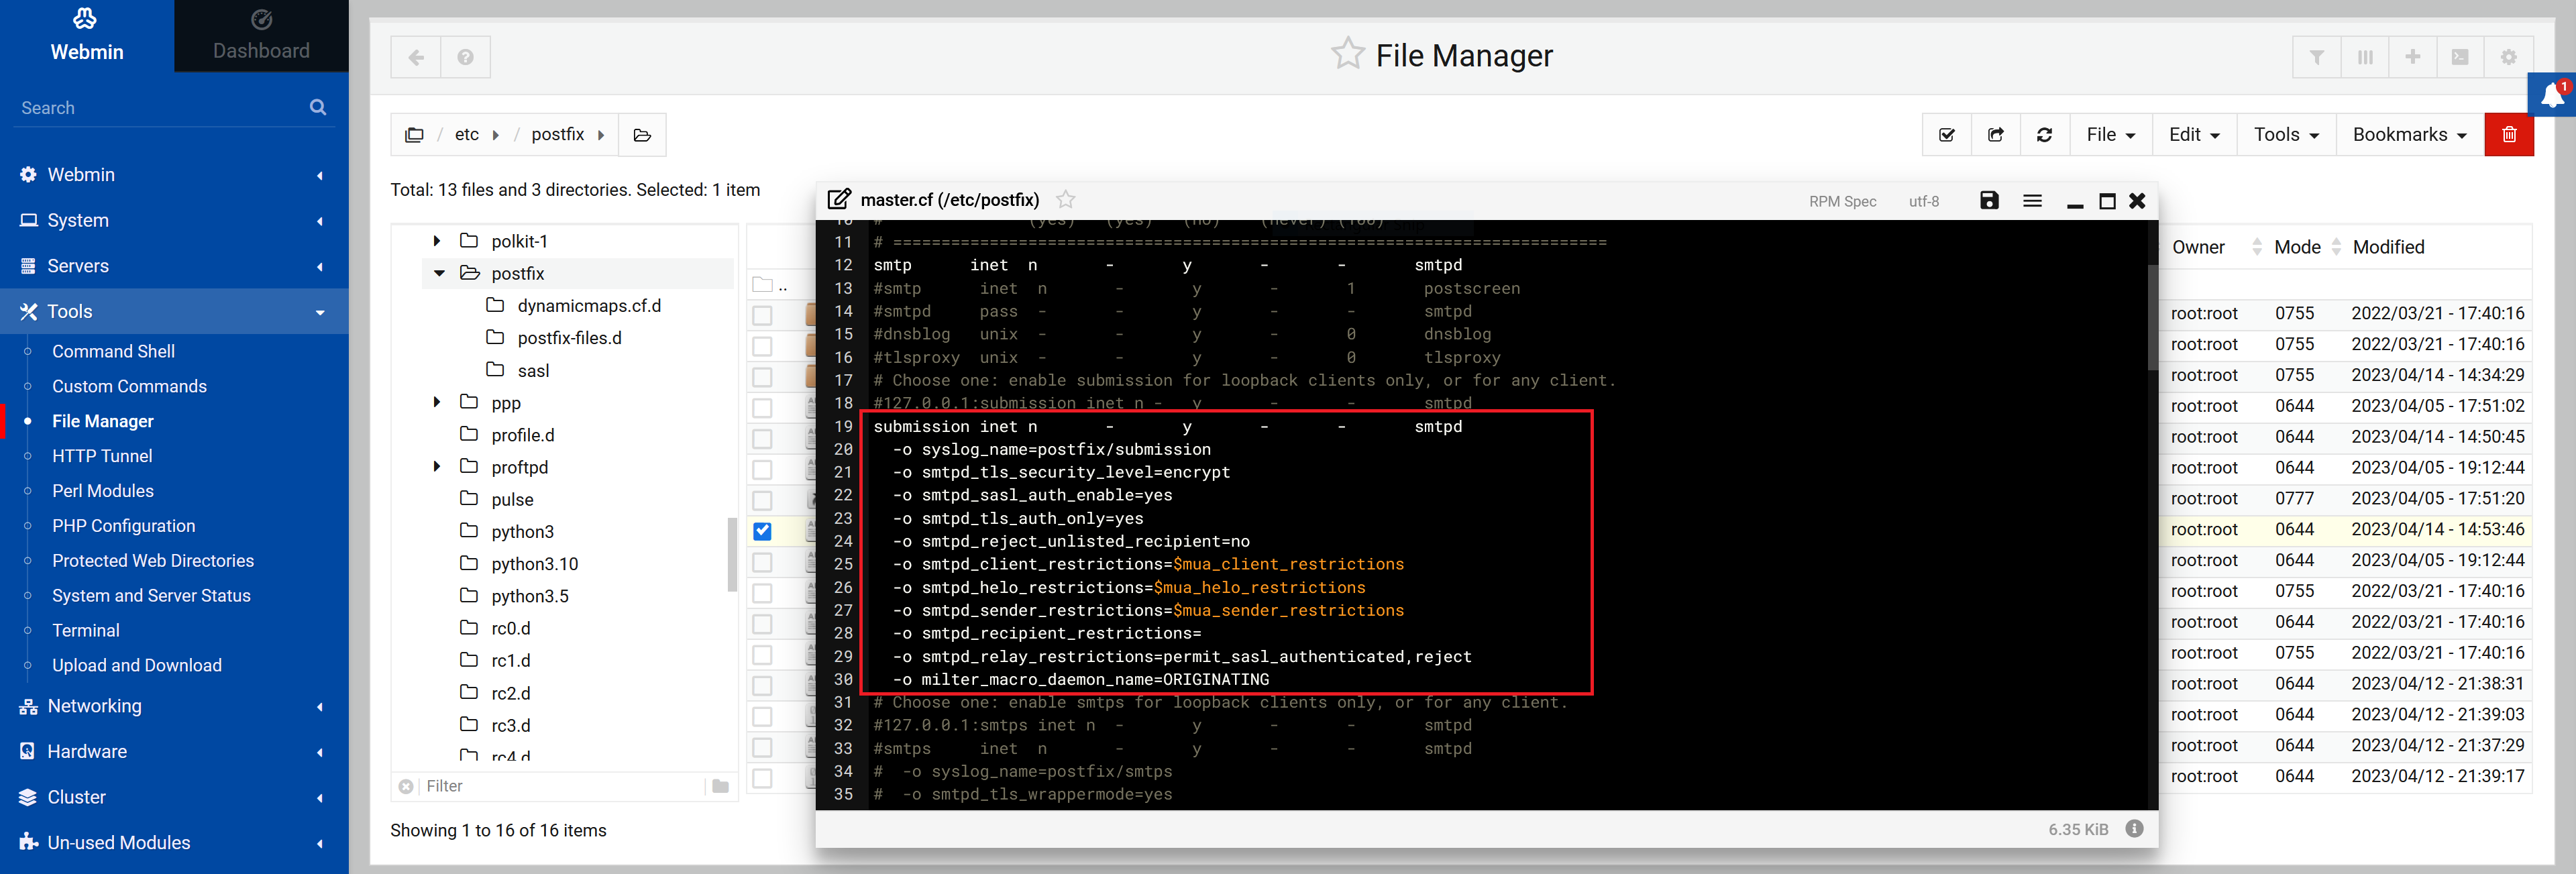 Webmin
Dashboard
Search
Webmin
System
Servers
Tools
Command Shell
Custom Commands
File Manager
HTTP Tunnel
Perl Modules
PHP Configuration
Protected Web Directories
System and Server Status
Terminal
Upload and Download
Networking
Hardware
Cluster
Un-used Modules
File Manager
1
/ etc / postfix
File Edit Tools Bookmarks
Total: 13 files and 3 directories. Selected: 1 item
polkit-1
postfix
dynamicmaps.cf.d
postfix-files.d
sasl
ppp
profile.d
proftpd
pulse
python3
python3.10
python3.5
rc0.d
rc1.d
rc2.d
rc3.d
rc4.d
Filter
Showing 1 to 16 of 16 items
..
master.cf (/etc/postfix)
RPM Spec utf-8
10 # (yes) (yes) (no) (never) (100)
11 # ==========================================================================
12 smtp inet n - y - - smtpd
13 #smtp inet n - y - 1 postscreen
14 #smtpd pass - - y - - smtpd
15 #dnsblog unix - - y - 0 dnsblog
16 #tlsproxy unix - - y - 0 tlsproxy
17 # Choose one: enable submission for loopback clients only, or for any client.
18 #127.0.0.1:submission inet n - y - - smtpd
19 submission inet n - y - - smtpd
20 -o syslog_name=postfix/submission
21 -o smtpd_tls_security_level=encrypt
22 -o smtpd_sasl_auth_enable=yes
23 -o smtpd_tls_auth_only=yes
24 -o smtpd_reject_unlisted_recipient=no
25 -o smtpd_client_restrictions=$mua_client_restrictions
26 -o smtpd_helo_restrictions=$mua_helo_restrictions
27 -o smtpd_sender_restrictions=$mua_sender_restrictions
28 -o smtpd_recipient_restrictions=
29 -o smtpd_relay_restrictions=permit_sasl_authenticated,reject
30 -o milter_macro_daemon_name=ORIGINATING
31 # Choose one: enable smtps for loopback clients only, or for any client.
32 #127.0.0.1:smtps inet n - y - - smtpd
33 #smtps inet n - y - - smtpd
34 # -o syslog_name=postfix/smtps
35 # -o smtpd_tls_wrappermode=yes
6.35 KiB
Owner Mode Modified
root:root 0755 2022/03/21 - 17:40:16
root:root 0755 2022/03/21 - 17:40:16
root:root 0755 2023/04/14 - 14:34:29
root:root 0644 2023/04/05 - 17:51:02
root:root 0644 2023/04/14 - 14:50:45
root:root 0644 2023/04/05 - 19:12:44
root:root 0777 2023/04/05 - 17:51:20
root:root 0644 2023/04/14 - 14:53:46
root:root 0644 2023/04/05 - 19:12:44
root:root 0755 2022/03/21 - 17:40:16
root:root 0644 2022/03/21 - 17:40:16
root:root 0755 2022/03/21 - 17:40:16
root:root 0644 2023/04/12 - 21:38:31
root:root 0644 2023/04/12 - 21:39:03
root:root 0644 2023/04/12 - 21:37:29
root:root 0644 2023/04/12 - 21:39:17